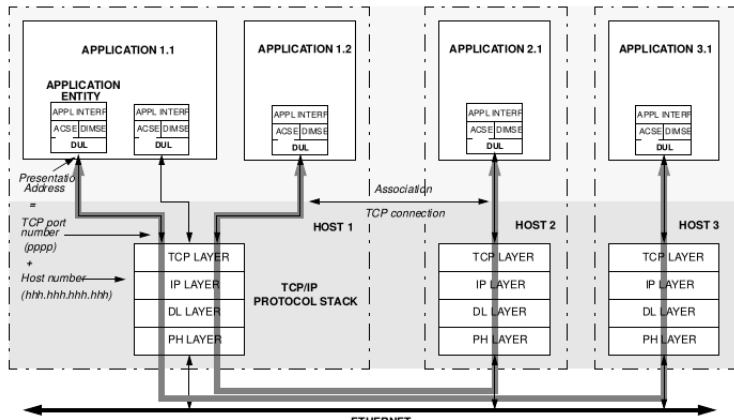 APPLICATION 1.1
APPLICATION 1.2
APPLICATION 2.1
APPLICATION 3.1
APPLICATION
ENTITY
APPL INTERF
ACSE DIMSE
DUL
APPL INTERF
ACSE DIMSE
DUL
APPL INTERF
ACSE DIMSE
DUL
APPL INTERF
ACSE DIMSE
DUL
APPL INTERF
ACSE DIMSE
DUL
Presentatio
Address
=
TCP port
number
(pppp)
+
Host number
(hhh.hhh.hhh.hhh)
Association
TCP connection
HOST 1
HOST 2
HOST 3
TCP LAYER
IP LAYER
DL LAYER
PH LAYER
TCP/IP
PROTOCOL STACK
TCP LAYER
IP LAYER
DL LAYER
PH LAYER
TCP LAYER
IP LAYER
DL LAYER
PH LAYER
ETHERNET